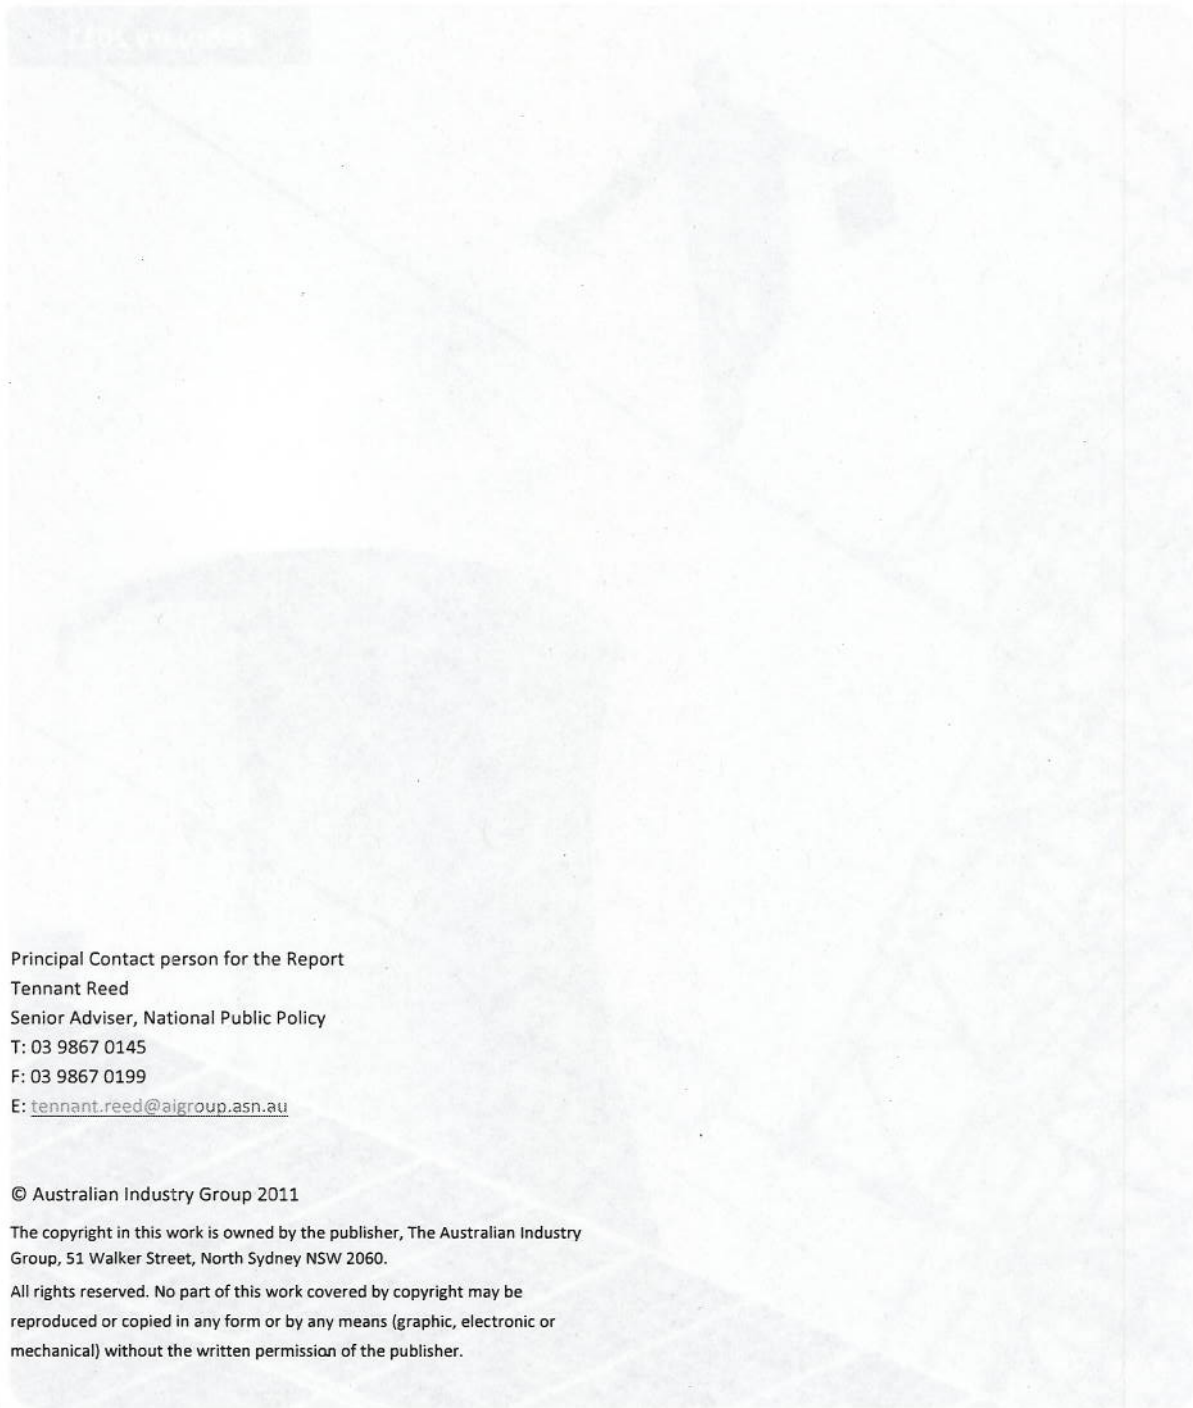 Principal Contact person for the Report
Tennant Reed
Senior Adviser, National Public Policy
T: 03 9867 0145
F: 03 9867 0199
E: tennant.reed@aigroup.asn.au
© Australian Industry Group 2011
The copyright in this work is owned by the publisher, The Australian Industry
Group, 51 Walker Street, North Sydney NSW 2060.
All rights reserved. No part of this work covered by copyright may be
reproduced or copied in any form or by any means (graphic, electronic or
mechanical) without the written permission of the publisher.